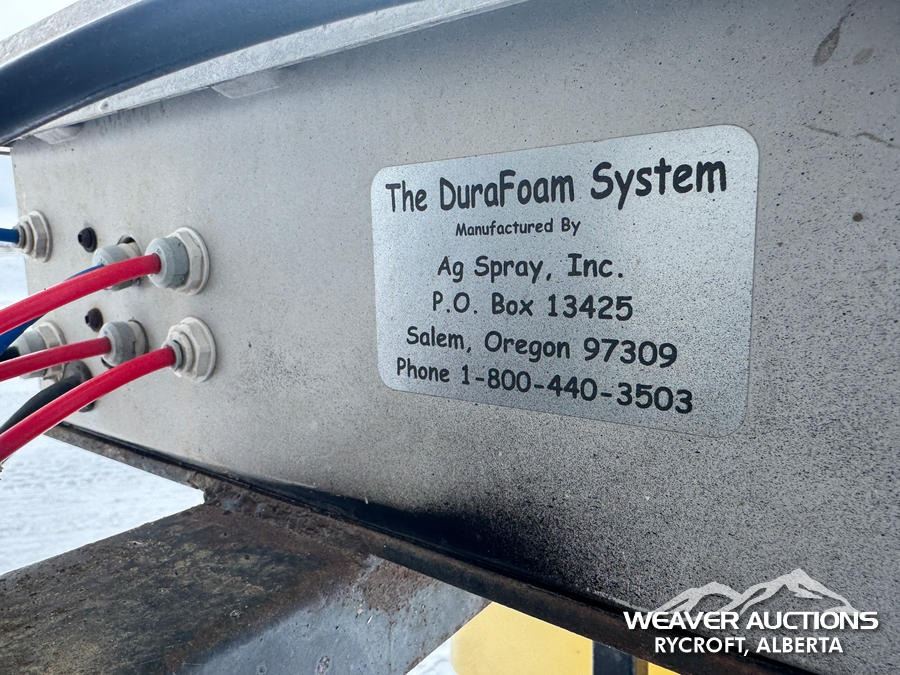 The DuraFoam System
Manufactured By
Ag Spray, Inc.
P.O. Box 13425
Salem, Oregon 97309
Phone 1-800-440-3503
WEAVER AUCTIONS
RYCROFT, ALBERTA